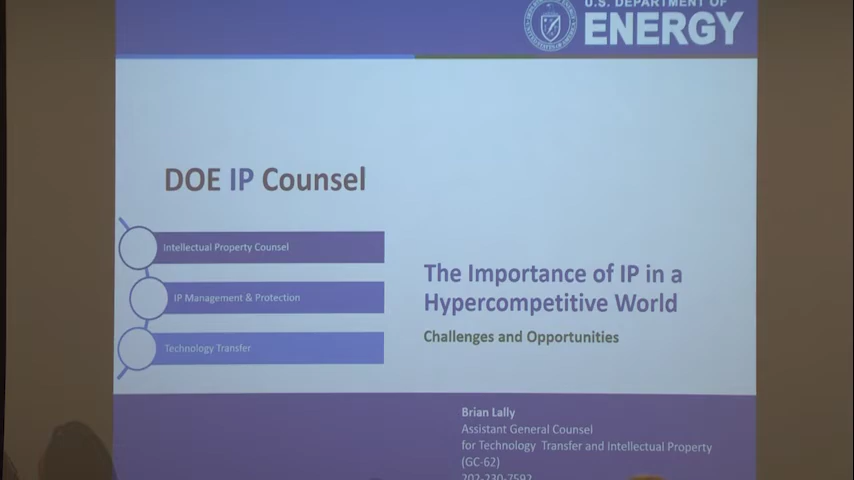 U.S. DEPARTMENT OF
ENERGY
DOE IP Counsel
Intellectual Property Counsel
IP Management & Protection
Technology Transfer
The Importance of IP in a
Hypercompetitive World
Challenges and Opportunities
Brian Lally
Assistant General Counsel
for Technology Transfer and Intellectual Property
(GC-62)
202-230-7592